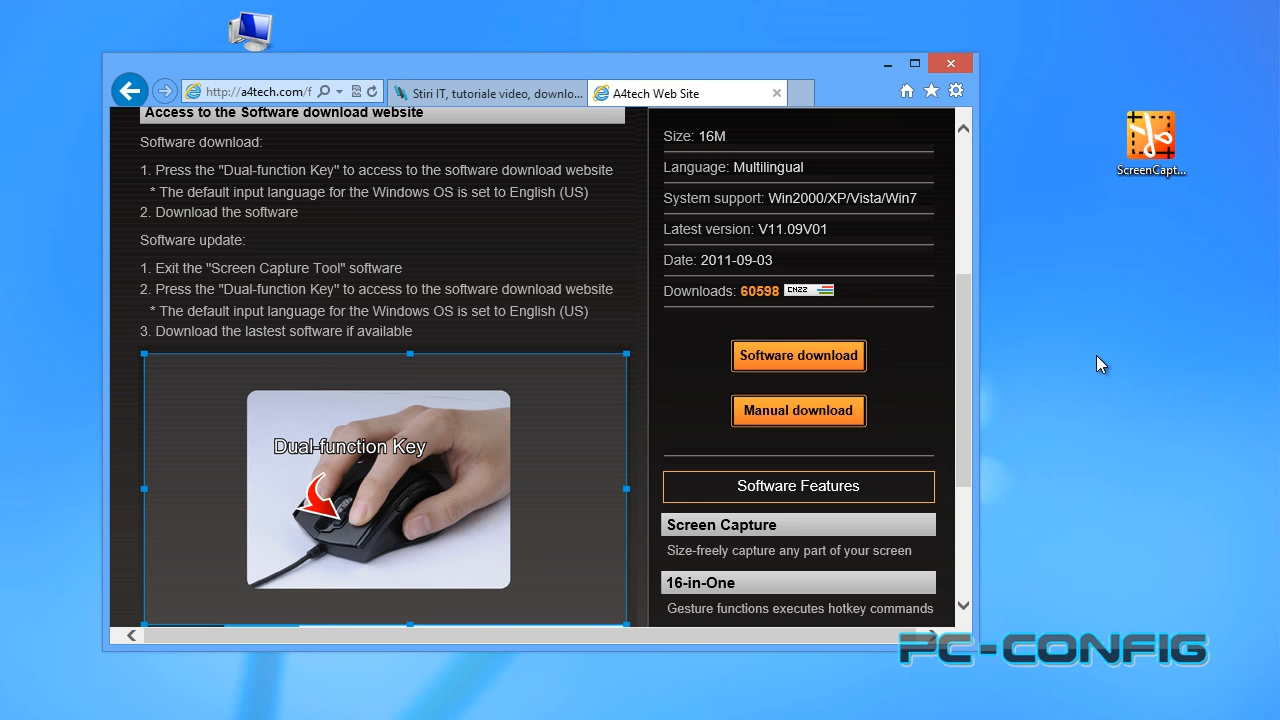 http://a4tech.com/f
Stiri IT, tutoriale video, downlo...
A4tech Web Site
Access to the Software download website
Software download:
1. Press the "Dual-function Key" to access to the software download website
* The default input language for the Windows OS is set to English (US)
2. Download the software
Software update:
1. Exit the "Screen Capture Tool" software
2. Press the "Dual-function Key" to access to the software download website
* The default input language for the Windows OS is set to English (US)
3. Download the lastest software if available
Dual-function Key
Size: 16M
Language: Multilingual
System support: Win2000/XP/Vista/Win7
Latest version: V11.09V01
Date: 2011-09-03
Downloads: 60598 CNZZ
Software download
Manual download
Software Features
Screen Capture
Size-freely capture any part of your screen
16-in-One
Gesture functions executes hotkey commands
ScreenCapt...
PC-CONFIG